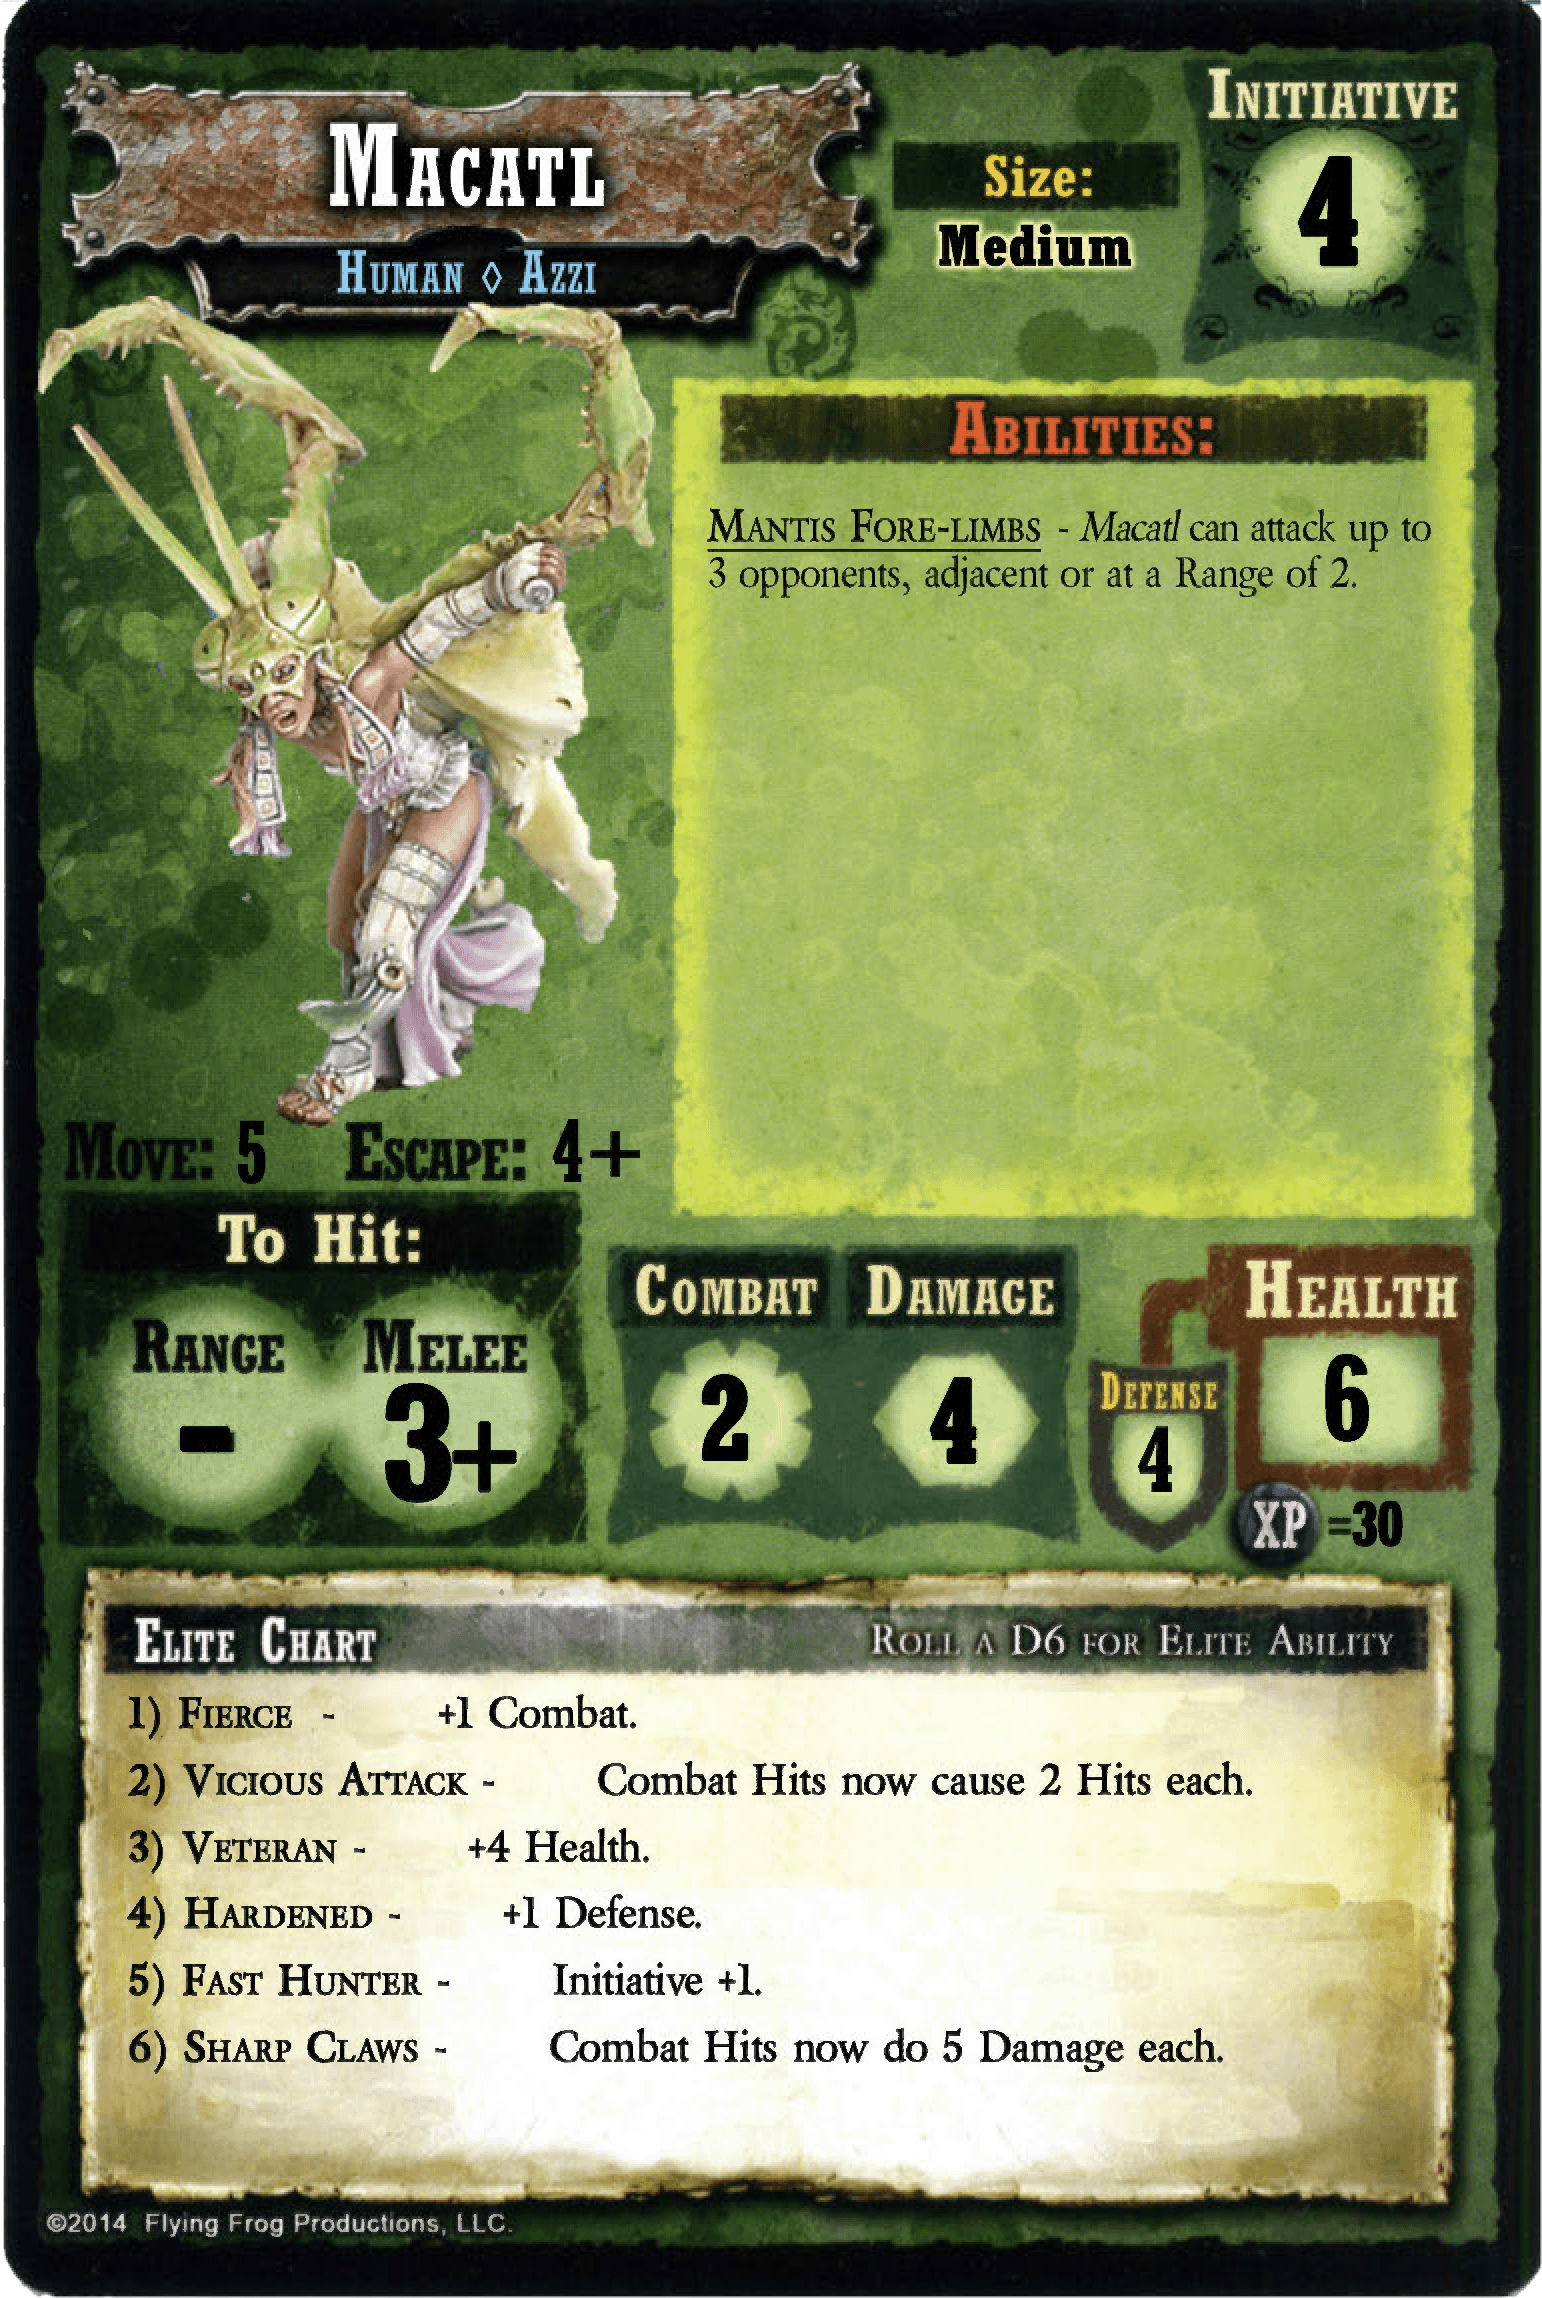 MACATL
HUMAN ◊ AZZI
Size:
Medium
INITIATIVE
4
ABILITIES:
MANTIS FORE-LIMBS - Macatl can attack up to
3 opponents, adjacent or at a Range of 2.
MOVE: 5 ESCAPE: 4+
To Hit:
RANGE MELEE
- 3+
COMBAT DAMAGE
2 4
DEFENSE
4
HEALTH
6
XP =30
ELITE CHART ROLL A D6 FOR ELITE ABILITY
1) FIERCE - +1 Combat.
2) VICIOUS ATTACK - Combat Hits now cause 2 Hits each.
3) VETERAN - +4 Health.
4) HARDENED - +1 Defense.
5) FAST HUNTER - Initiative +1.
6) SHARP CLAWS - Combat Hits now do 5 Damage each.
©2014 Flying Frog Productions, LLC.